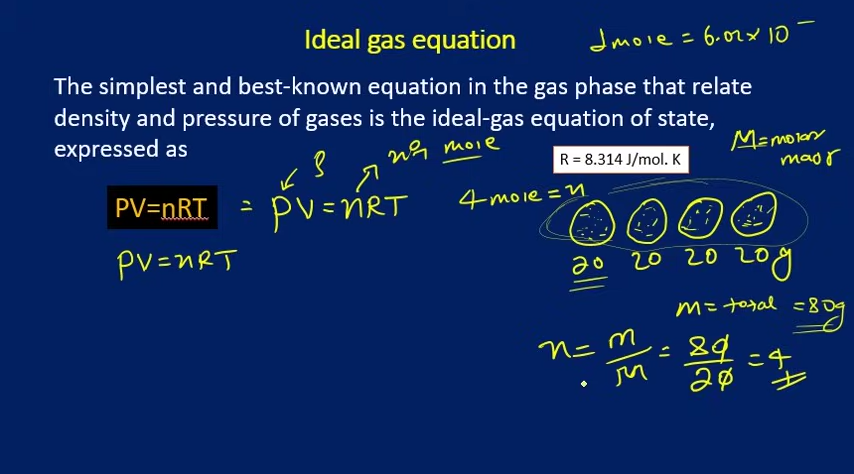 Ideal gas equation
1 mole = 6.02 × 10
The simplest and best-known equation in the gas phase that relate
density and pressure of gases is the ideal-gas equation of state,
expressed as
mole
R = 8.314 J/mol. K
M = molar
mass
PV=nRT = PV = nRT
4 mole = n
PV = nRT
20 20 20 20g
m = total = 80g
n = m/M = 80/20 = 4